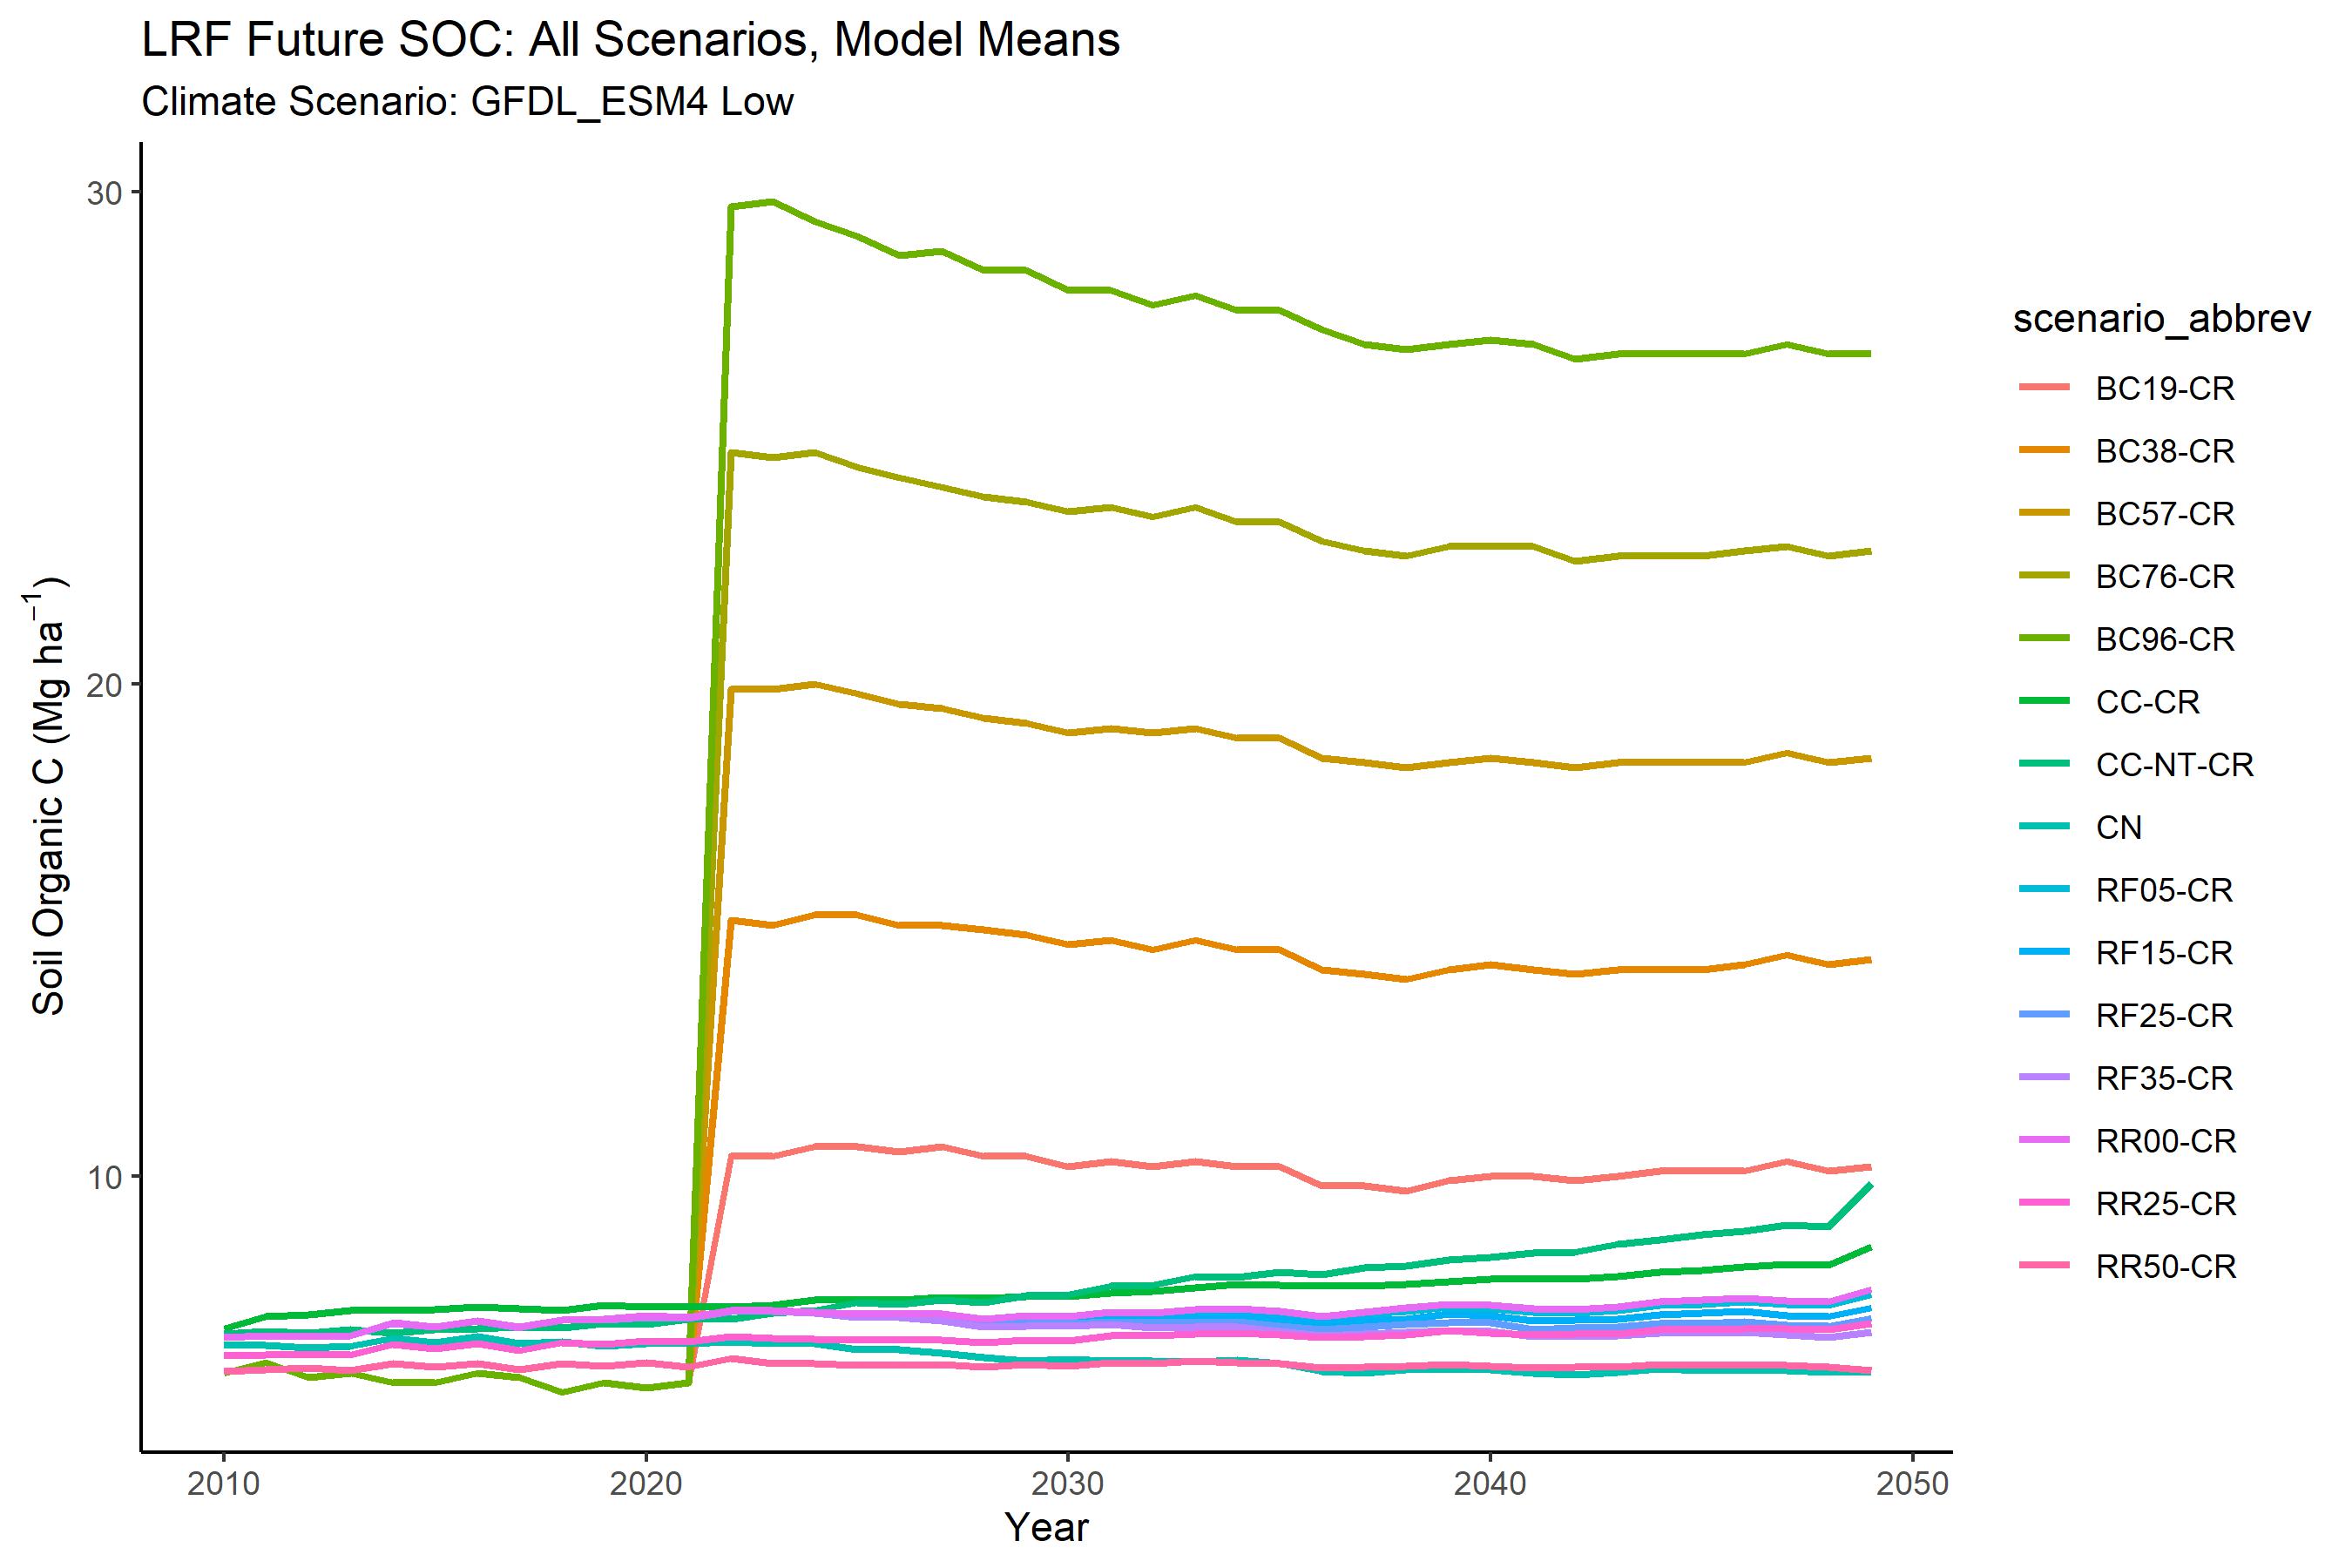 LRF Future SOC: All Scenarios, Model Means
Climate Scenario: GFDL_ESM4 Low
30
20
10
Soil Organic C (Mg ha⁻¹)
2010
2020
2030
2040
2050
Year
scenario_abbrev
BC19-CR
BC38-CR
BC57-CR
BC76-CR
BC96-CR
CC-CR
CC-NT-CR
CN
RF05-CR
RF15-CR
RF25-CR
RF35-CR
RR00-CR
RR25-CR
RR50-CR